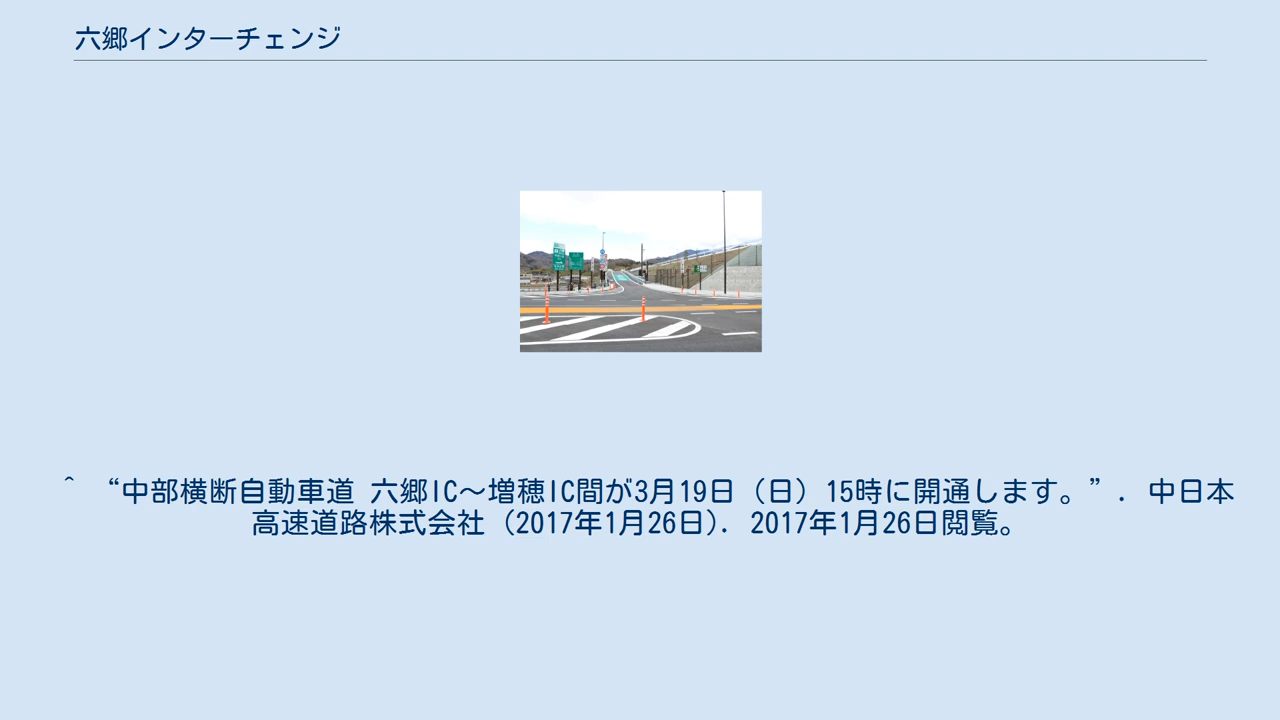 六郷インターチェンジ
^ “中部横断自動車道 六郷IC～増穂IC間が3月19日（日）15時に開通します。”. 中日本
高速道路株式会社 (2017年1月26日). 2017年1月26日閲覧。